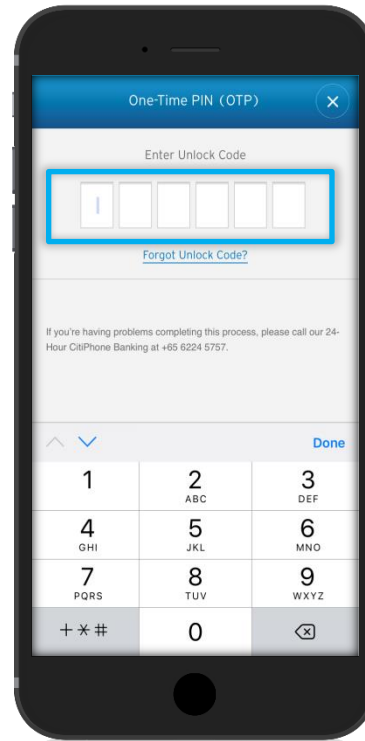 One-Time PIN (OTP)
Enter Unlock Code
Forgot Unlock Code?
If you're having problems completing this process, please call our 24-
Hour CitiPhone Banking at +65 6224 5757.
Done
1 2 3
ABC DEF
4 5 6
GHI JKL MNO
7 8 9
PQRS TUV WXYZ
+*# 0